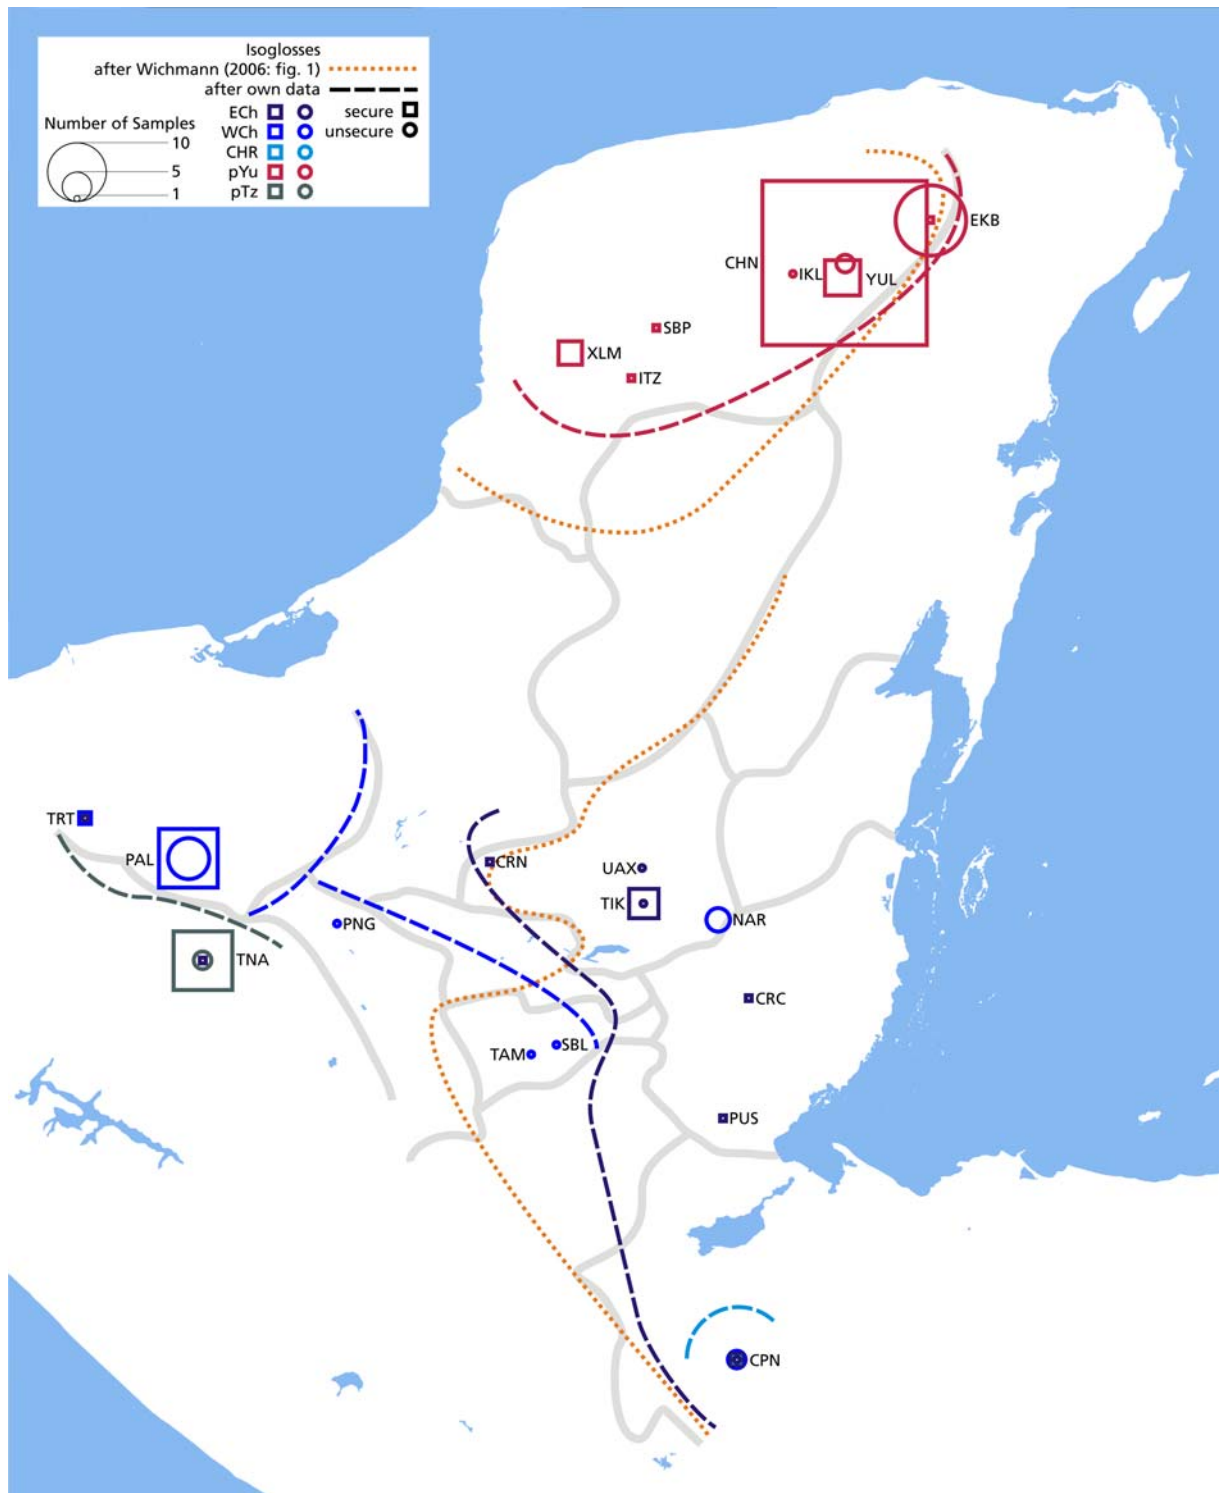 Isoglosses
after Wichmann (2006: fig. 1)
after own data
Number of Samples
10
5
1
ECh
WCh
CHR
pYu
pTz
secure
unsecure
EKB
CHN
IKL
YUL
SBP
XLM
ITZ
TRT
PAL
CRN
UAX
TIK
NAR
PNG
TNA
CRC
SBL
TAM
PUS
CPN